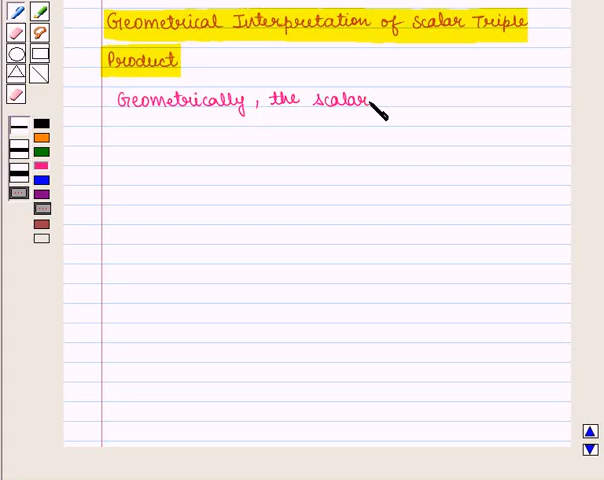 Geometrical Interpretation of Scalar Triple
Product
Geometrically, the scalar